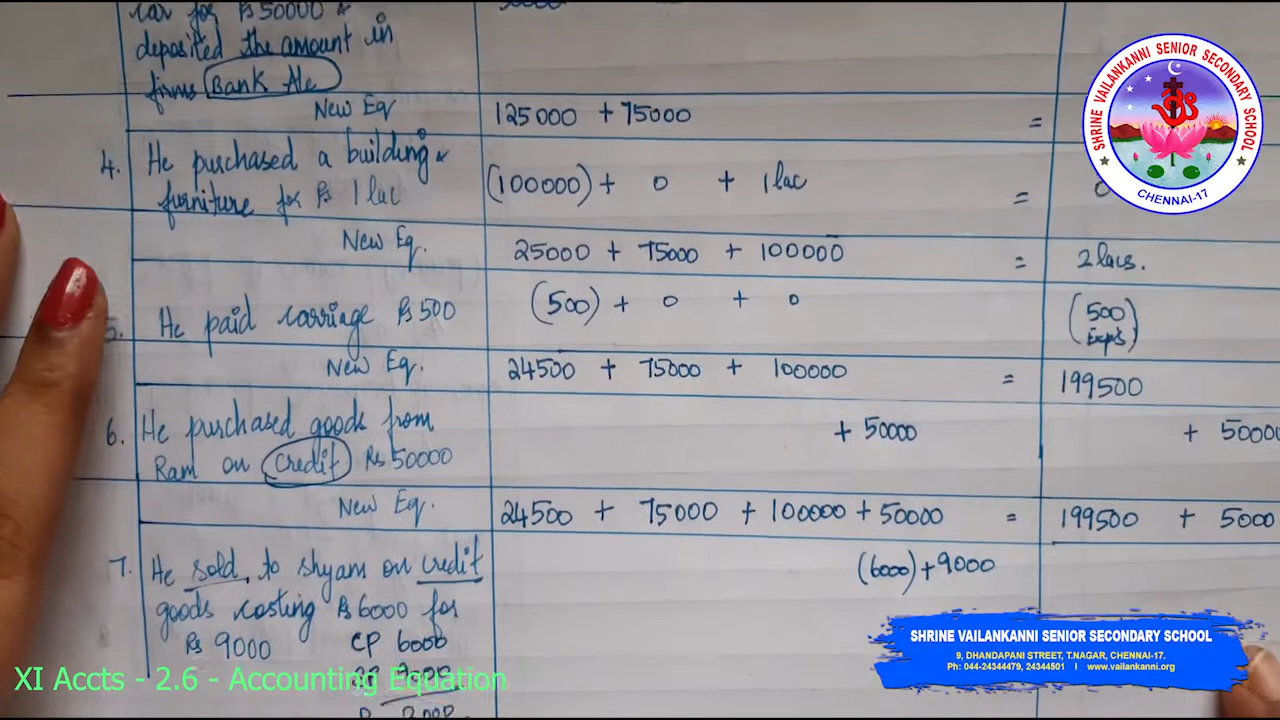 car for ₨ 50000 &
deposited the amount in
firms Bank A/c
New Eq 125000 + 75000 =
4. He purchased a building &
furniture for ₨ 1 lac (100000) + 0 + 1 lac = 0
New Eq. 25000 + 75000 + 100000 = 2 lacs.
5. He paid carriage ₨ 500 (500) + 0 + 0 (500)
Exp's
New Eq. 24500 + 75000 + 100000 = 199500
6. He purchased goods from + 50000 + 50000
Ram on Credit ₨ 50000
New Eq. 24500 + 75000 + 100000 + 50000 = 199500 + 5000
7. He sold, to Shyam on credit (6000) + 9000
goods costing ₨ 6000 for
₨ 9000 CP 6000
SHRINE VAILANKANNI SENIOR SECONDARY SCHOOL
CHENNAI-17
SHRINE VAILANKANNI SENIOR SECONDARY SCHOOL
9, DHANDAPANI STREET, T.NAGAR, CHENNAI-17.
Ph: 044-24344479, 24344501 I www.vailankanni.org
XI Accts - 2.6 - Accounting Equation